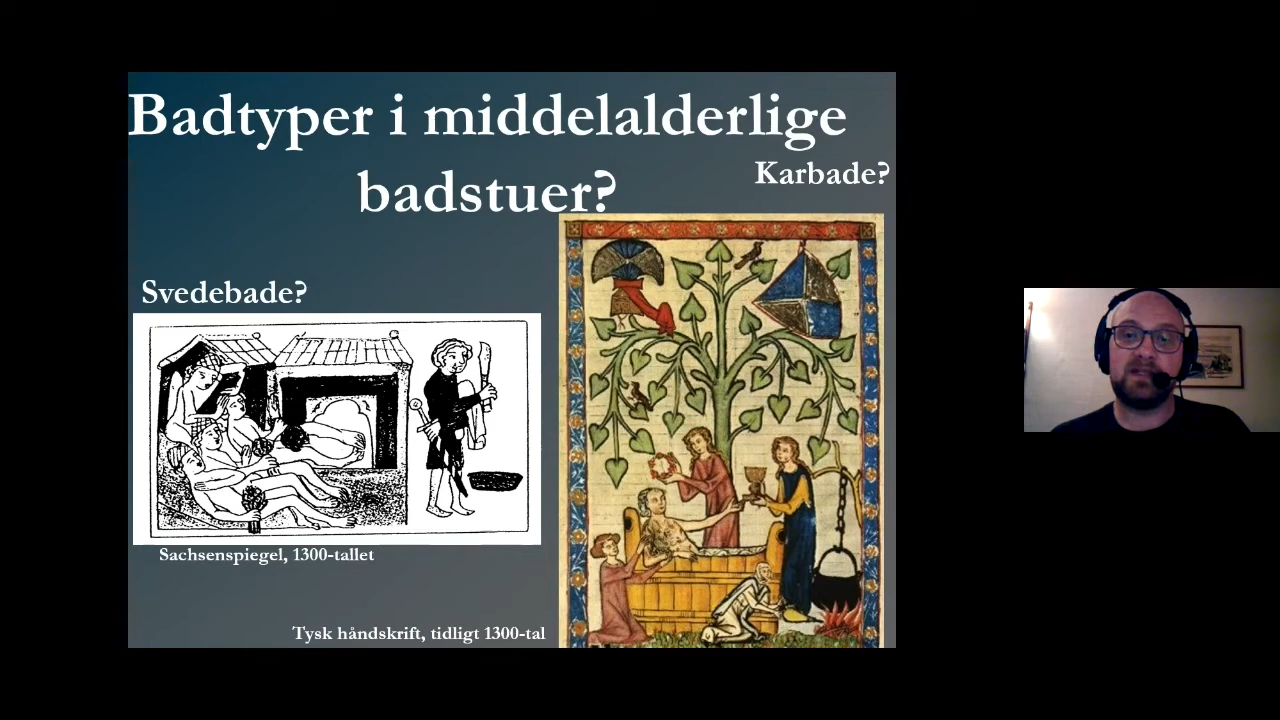 Badtyper i middelalderlige
badstuer?
Karbade?
Svedebade?
Sachsenspiegel, 1300-tallet
Tysk håndskrift, tidligt 1300-tal